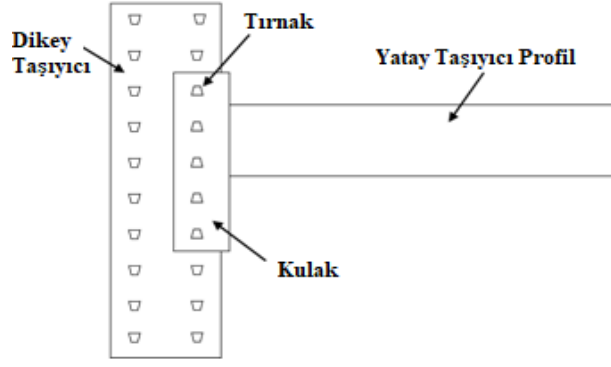 Tırnak
Dikey
Taşıyıcı
Yatay Taşıyıcı Profil
Kulak